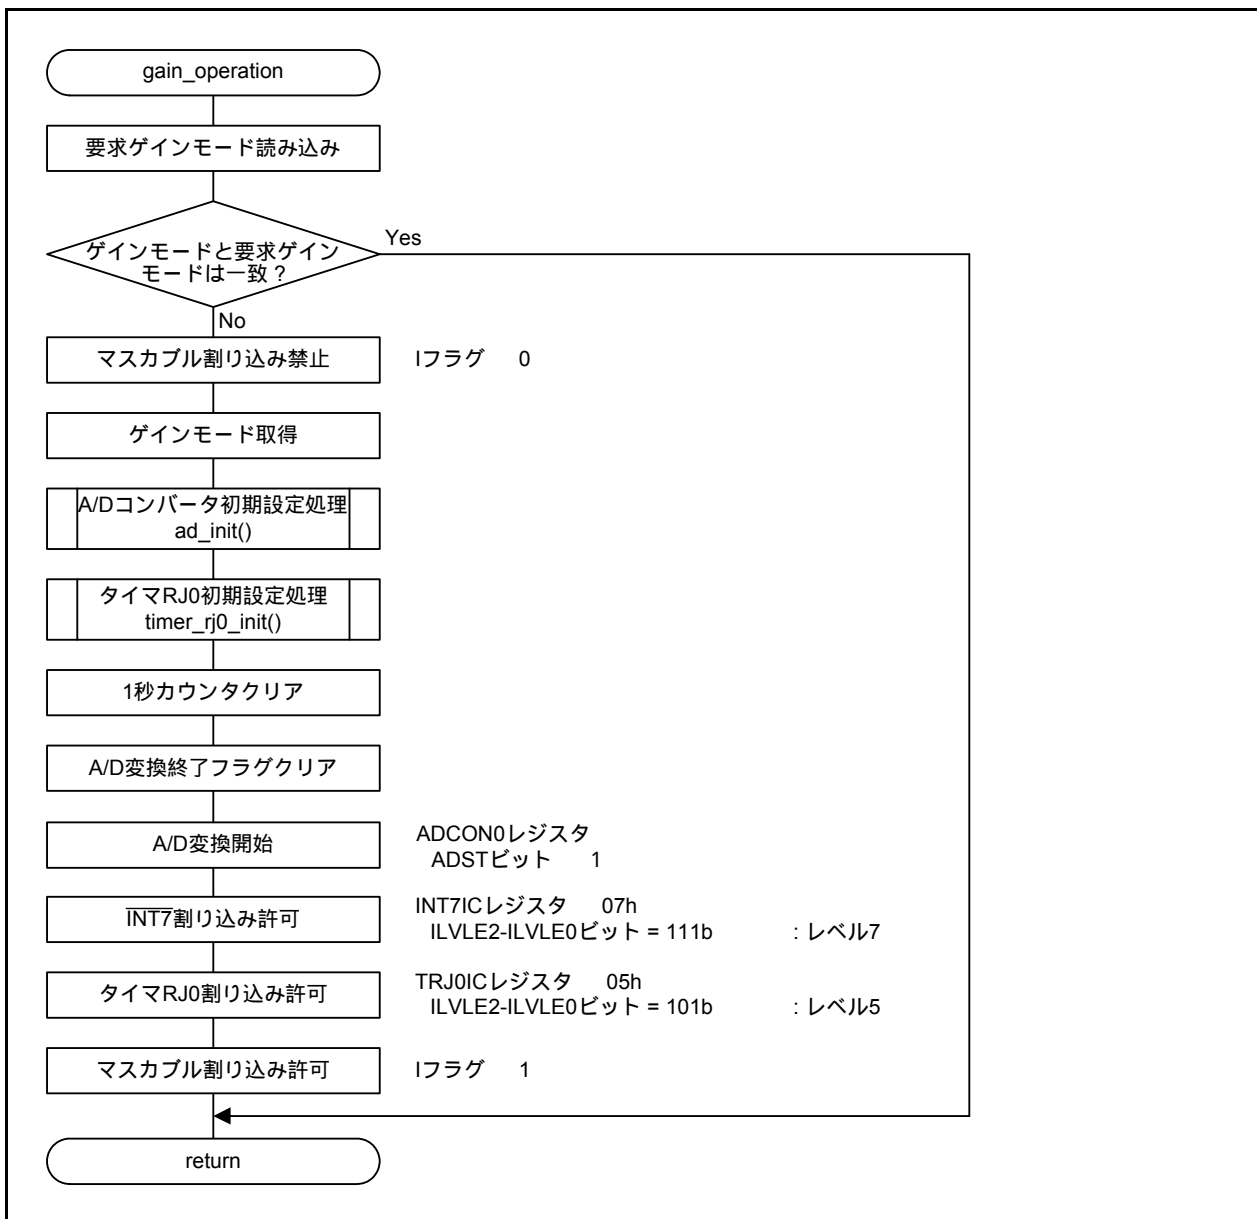 gain_operation
要求ゲインモード読み込み
ゲインモードと要求ゲイン
モードは一致？
Yes
No
マスカブル割り込み禁止
Iフラグ 0
ゲインモード取得
A/Dコンバータ初期設定処理
ad_init()
タイマRJ0初期設定処理
timer_rj0_init()
1秒カウンタクリア
A/D変換終了フラグクリア
A/D変換開始
ADCON0レジスタ
ADSTビット 1
INT7割り込み許可
INT7ICレジスタ 07h
ILVLE2-ILVLE0ビット = 111b : レベル7
タイマRJ0割り込み許可
TRJ0ICレジスタ 05h
ILVLE2-ILVLE0ビット = 101b : レベル5
マスカブル割り込み許可
Iフラグ 1
return